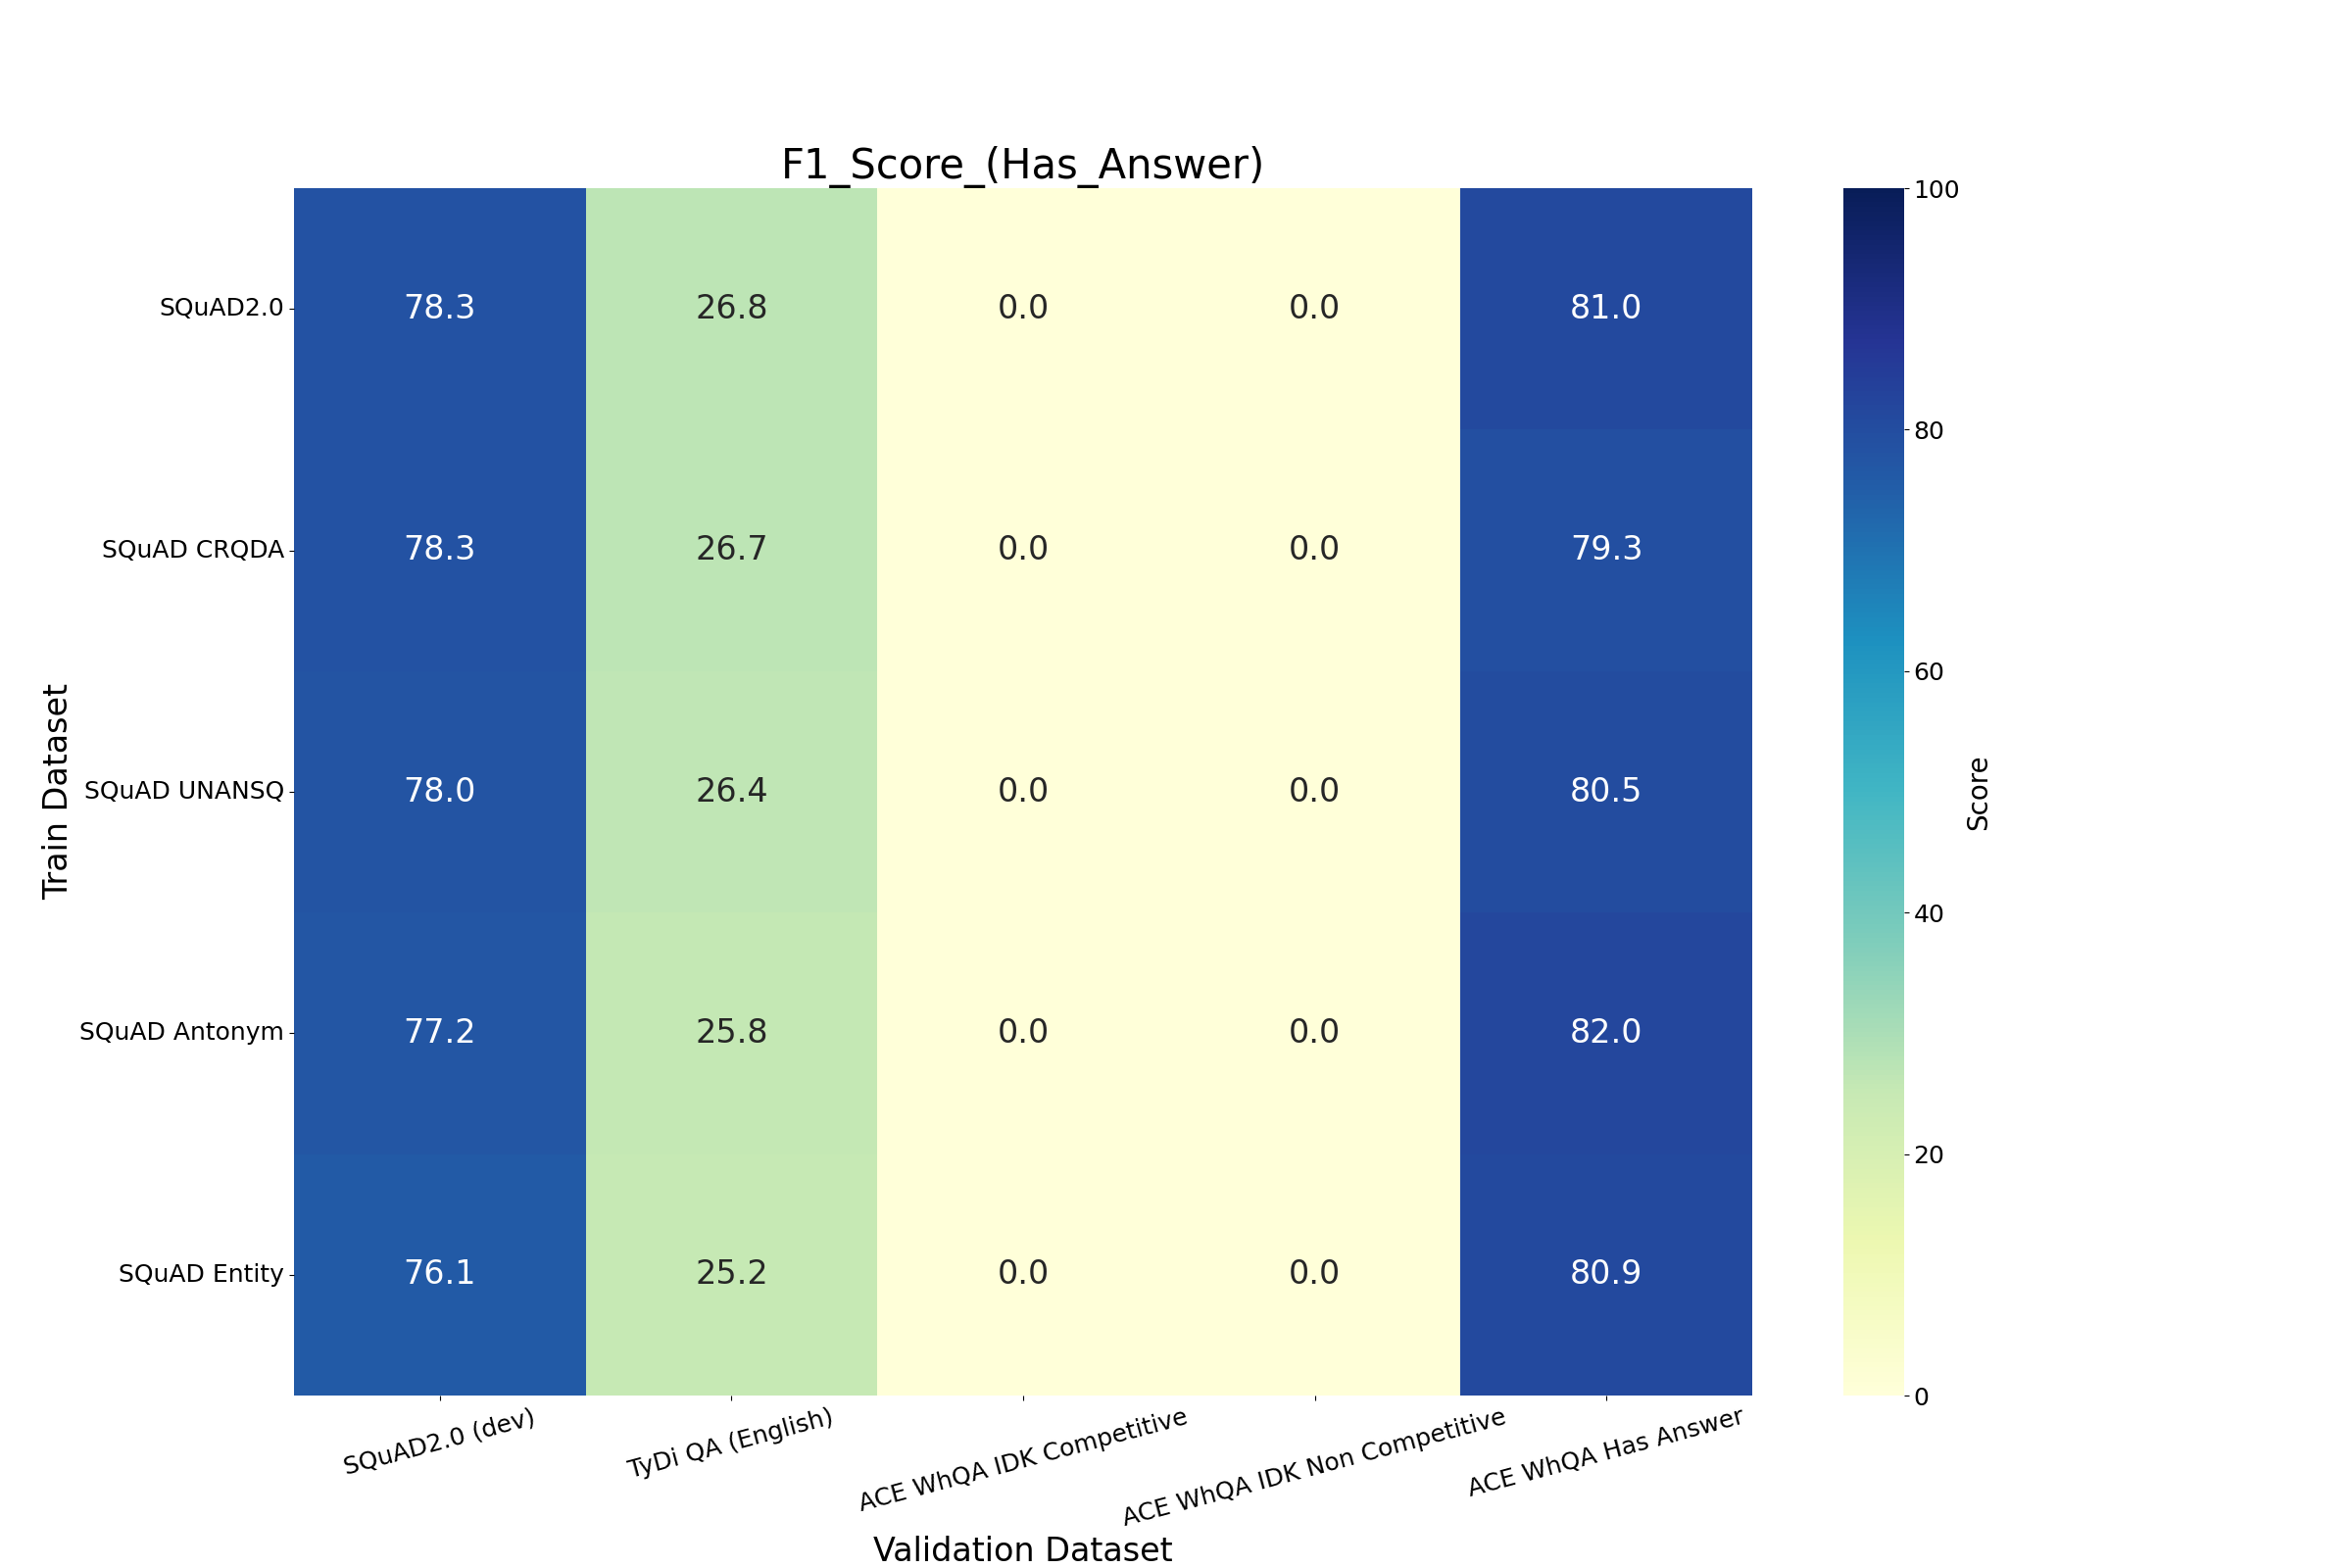 F1_Score_(Has_Answer)
Train Dataset
SQuAD2.0 78.3 26.8 0.0 0.0 81.0
SQuAD CRQDA 78.3 26.7 0.0 0.0 79.3
SQuAD UNANSQ 78.0 26.4 0.0 0.0 80.5
SQuAD Antonym 77.2 25.8 0.0 0.0 82.0
SQuAD Entity 76.1 25.2 0.0 0.0 80.9
SQuAD2.0 (dev)
TyDi QA (English)
ACE WhQA IDK Competitive
ACE WhQA IDK Non Competitive
ACE WhQA Has Answer
Validation Dataset
100
80
60
40
20
0
Score